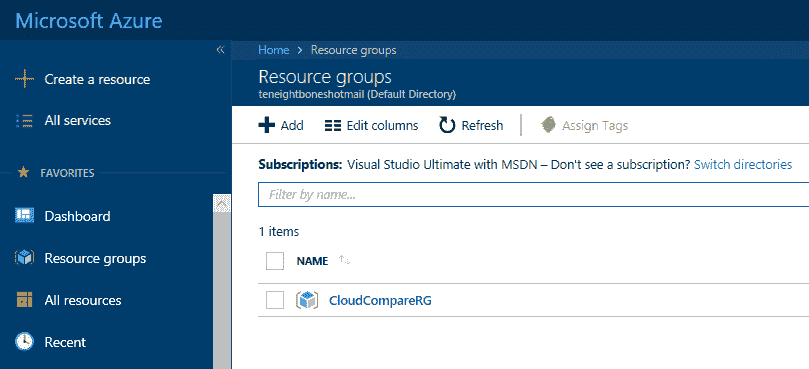 Microsoft Azure
«
Create a resource
All services
FAVORITES
Dashboard
Resource groups
All resources
Recent
Home > Resource groups
Resource groups
teneightboneshotmail (Default Directory)
Add Edit columns Refresh Assign Tags
Subscriptions: Visual Studio Ultimate with MSDN – Don't see a subscription? Switch directories
Filter by name...
1 items
NAME
CloudCompareRG